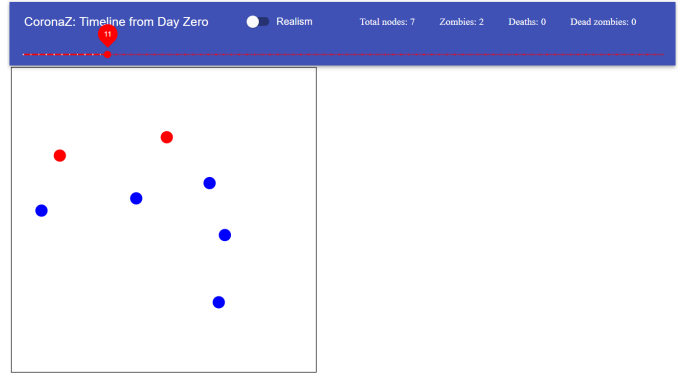 CoronaZ: Timeline from Day Zero
Realism
Total nodes: 7
Zombies: 2
Deaths: 0
Dead zombies: 0
11